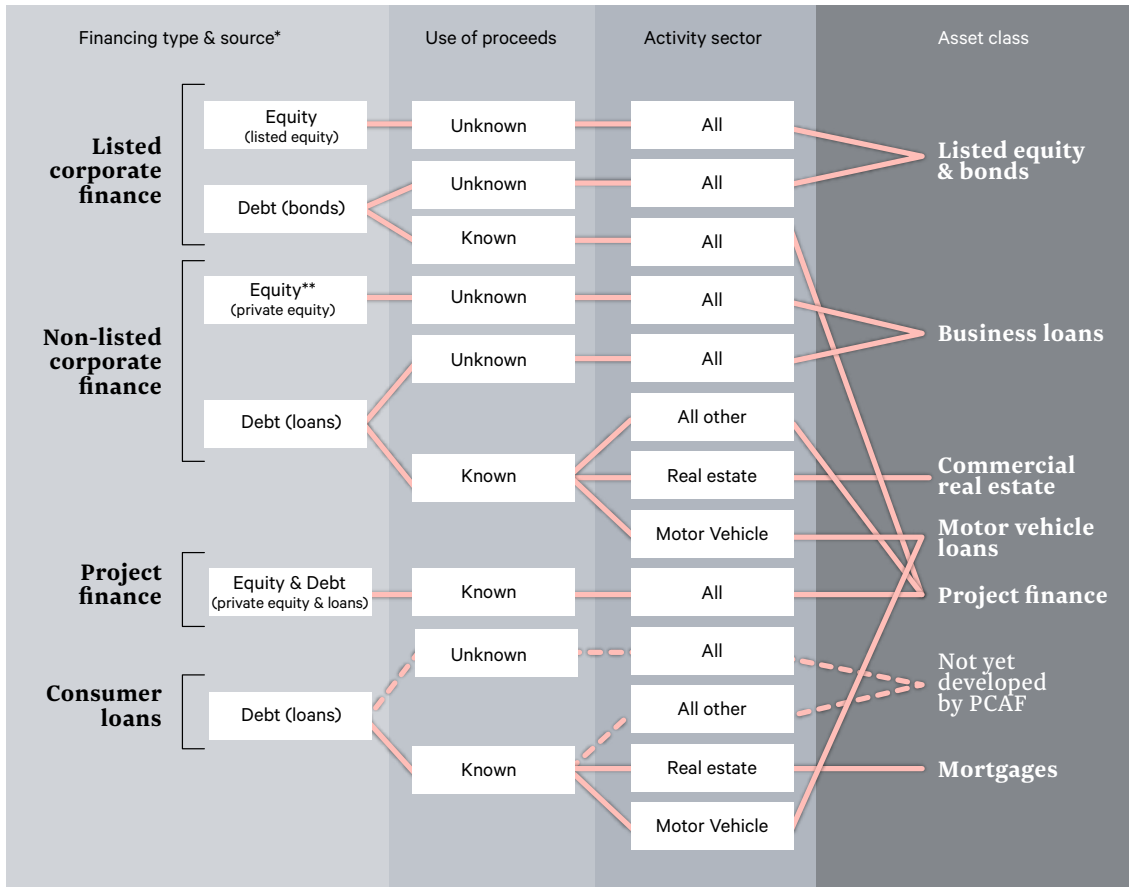 Financing type & source*
Use of proceeds
Activity sector
Asset class
Listed
corporate
finance
Equity
(listed equity)
Unknown
All
Debt (bonds)
Unknown
All
Known
All
Listed equity
& bonds
Non-listed
corporate
finance
Equity**
(private equity)
Unknown
All
Unknown
All
Business loans
Debt (loans)
Known
All other
Real estate
Motor Vehicle
Commercial
real estate
Motor vehicle
loans
Project
finance
Equity & Debt
(private equity & loans)
Known
All
Project finance
Consumer
loans
Debt (loans)
Unknown
All
Known
All other
Real estate
Motor Vehicle
Not yet
developed
by PCAF
Mortgages